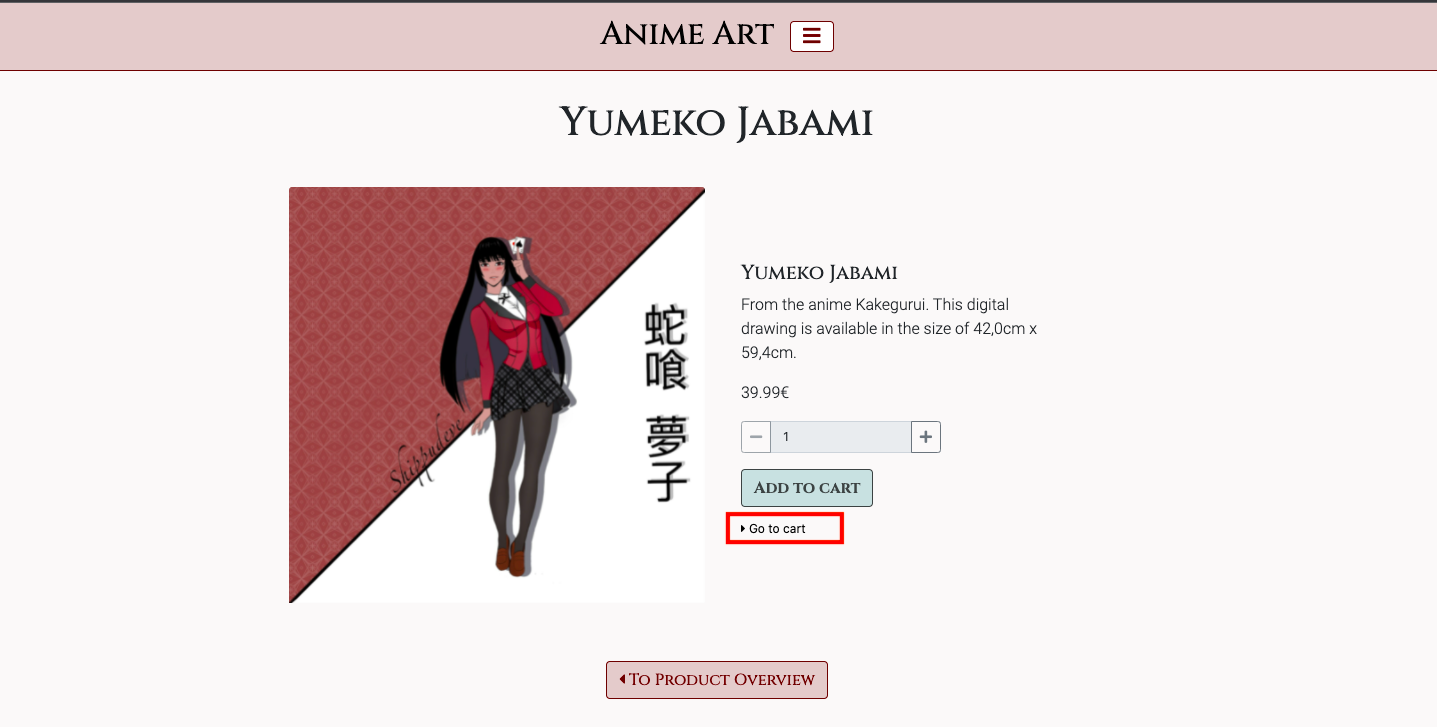 Anime Art
Yumeko Jabami
蛇喰 夢子
shippudeve
Yumeko Jabami
From the anime Kakegurui. This digital
drawing is available in the size of 42,0cm x
59,4cm.
39.99€
1
Add to cart
Go to cart
To Product Overview